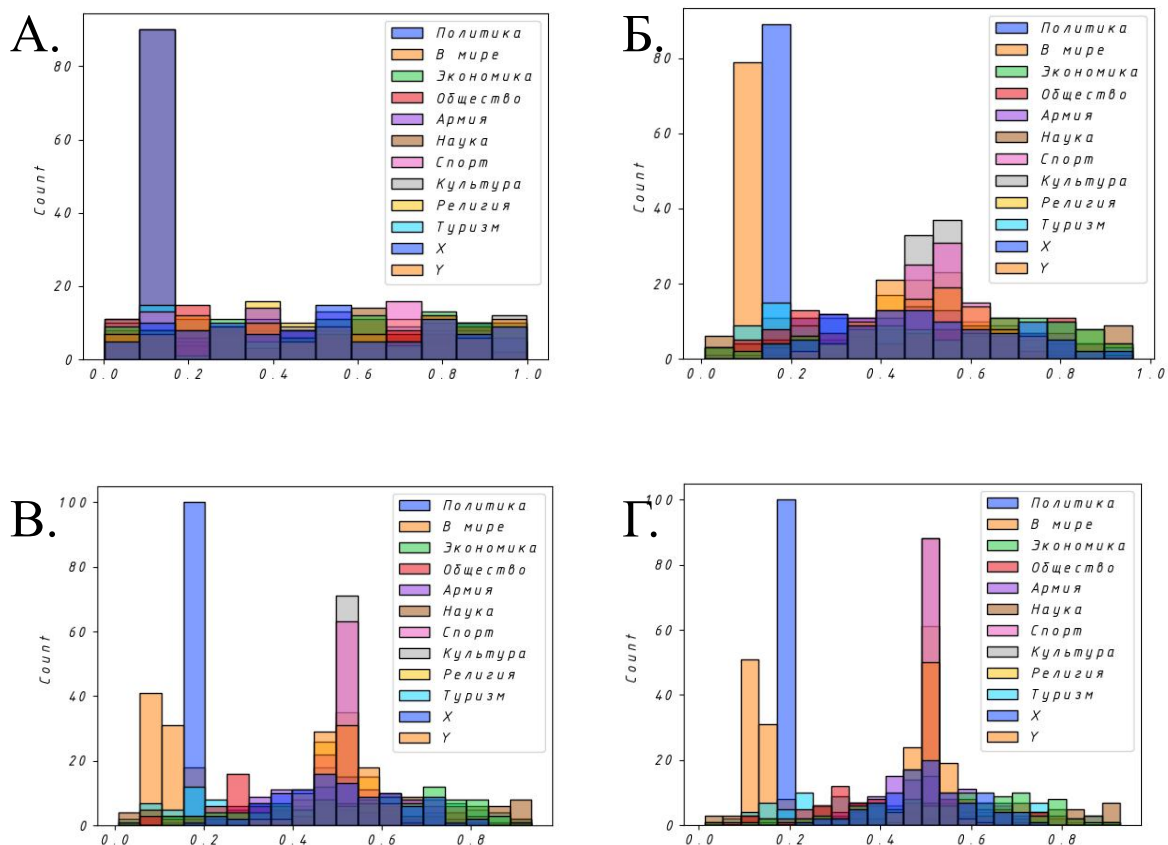 А.
Count
80
60
40
20
0
0.0 0.2 0.4 0.6 0.8 1.0
Политика
В мире
Экономика
Общество
Армия
Наука
Спорт
Культура
Религия
Туризм
X
Y
Б.
Count
80
60
40
20
0
0.0 0.2 0.4 0.6 0.8 1.0
Политика
В мире
Экономика
Общество
Армия
Наука
Спорт
Культура
Религия
Туризм
X
Y
В.
Count
100
80
60
40
20
0
0.0 0.2 0.4 0.6 0.8
Политика
В мире
Экономика
Общество
Армия
Наука
Спорт
Культура
Религия
Туризм
X
Y
Г.
Count
100
80
60
40
20
0
0.0 0.2 0.4 0.6 0.8
Политика
В мире
Экономика
Общество
Армия
Наука
Спорт
Культура
Религия
Туризм
X
Y